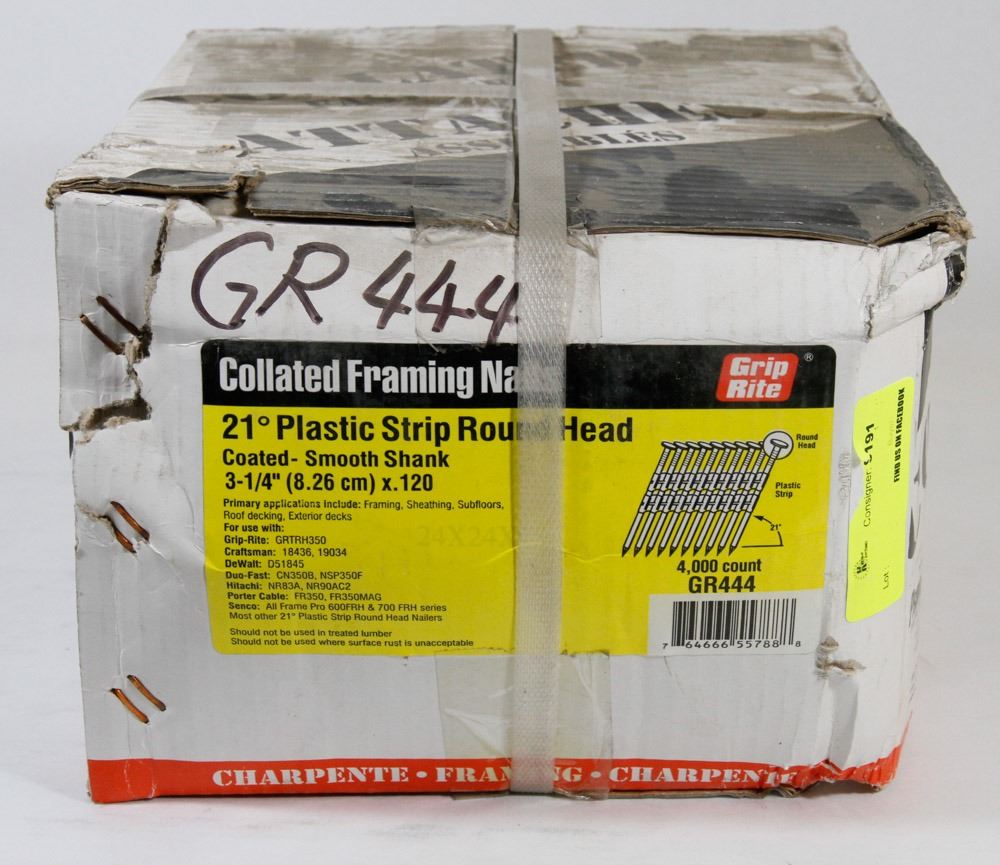 ATTACHE
ASSEMBLÉS
GR 444
Collated Framing Na
Grip Rite ®
21° Plastic Strip Round Head
Coated- Smooth Shank
3-1/4" (8.26 cm) x.120
Primary applications include: Framing, Sheathing, Subfloors,
Roof decking, Exterior decks
For use with:
Grip-Rite: GRTRH350
Craftsman: 18436, 19034
DeWalt: D51845
Duo-Fast: CN350B, NSP350F
Hitachi: NR83A, NR90AC2
Porter Cable: FR350, FR350MAG
Senco: All Frame Pro 600FRH & 700 FRH series
Most other 21° Plastic Strip Round Head Nailers
Should not be used in treated lumber
Should not be used where surface rust is unacceptable
Round
Head
Plastic
Strip
21°
4,000 count
GR444
7 64666 55788 8
FIND US ON FACEBOOK
Consigner:
Lot:
CHARPENTE • FRAMING • CHARPENTE